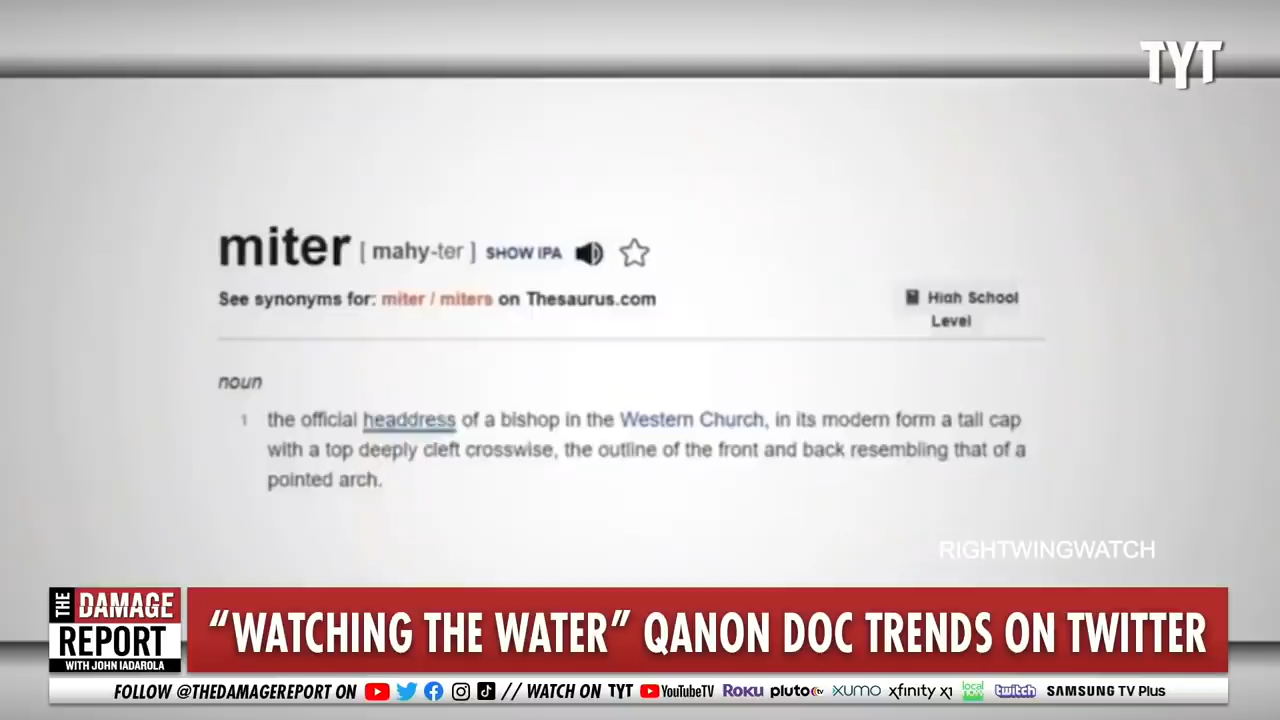 TYT
miter [ mahy-ter ] SHOW IPA
See synonyms for: miter / miters on Thesaurus.com
High School
Level
noun
1 the official headdress of a bishop in the Western Church, in its modern form a tall cap
with a top deeply cleft crosswise, the outline of the front and back resembling that of a
pointed arch.
RIGHTWINGWATCH
THE DAMAGE
REPORT
WITH JOHN IADAROLA
“WATCHING THE WATER” QANON DOC TRENDS ON TWITTER
FOLLOW @THEDAMAGEREPORT ON // WATCH ON TYT YouTubeTV ROKU pluto tv XUMO xfinity X1 local now twitch SAMSUNG TV Plus